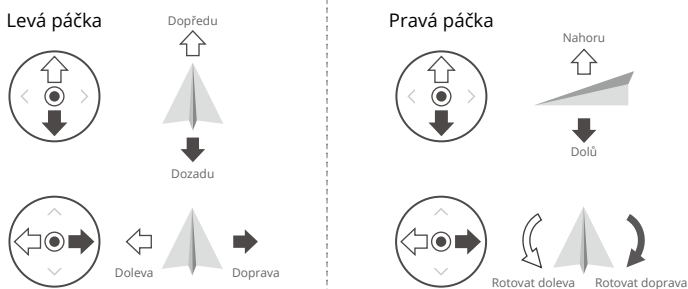 Levá páčka
Dopředu
Dozadu
Doleva
Doprava
Pravá páčka
Nahoru
Dolů
Rotovat doleva
Rotovat doprava